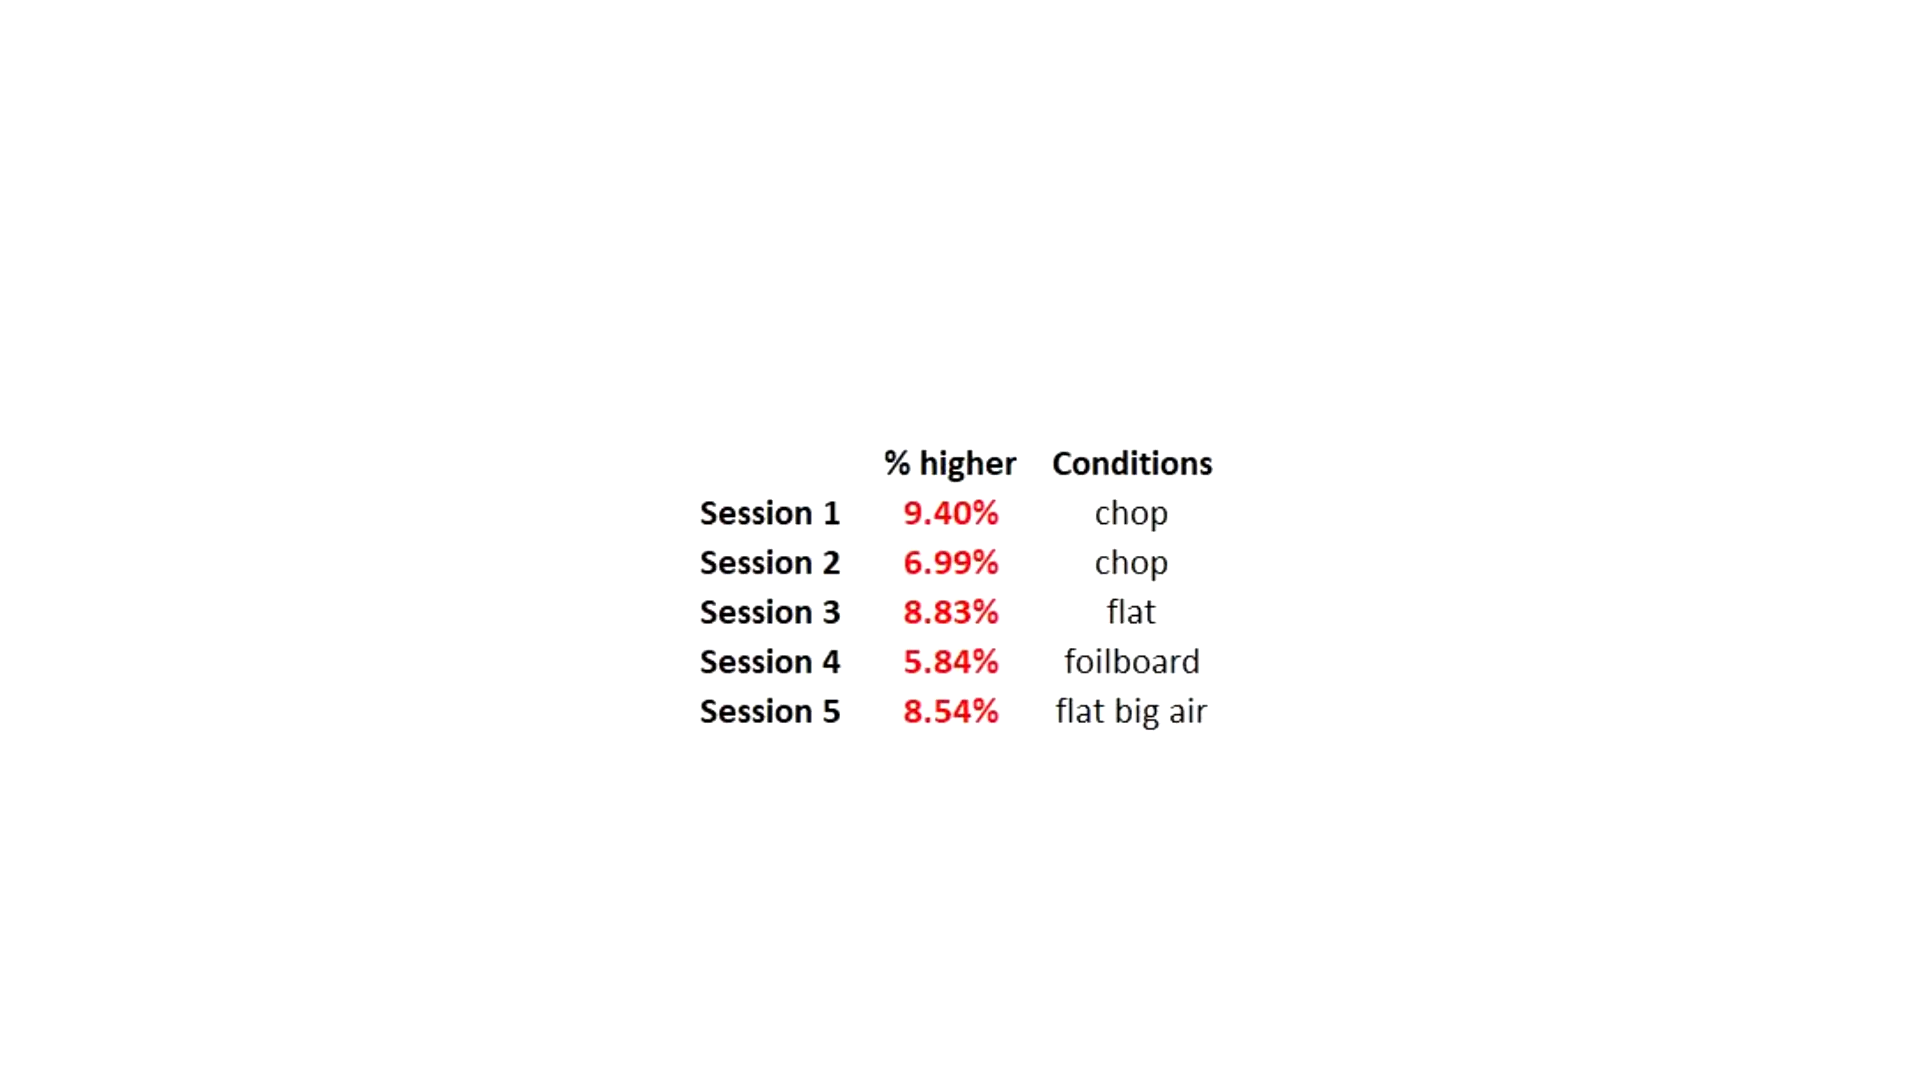 % higher Conditions
Session 1 9.40% chop
Session 2 6.99% chop
Session 3 8.83% flat
Session 4 5.84% foilboard
Session 5 8.54% flat big air